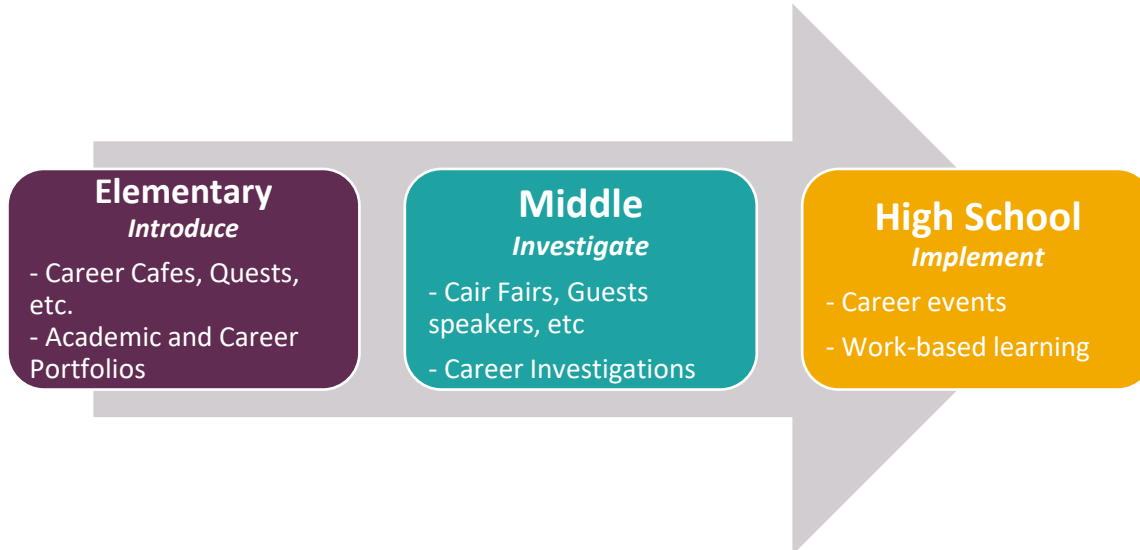 Elementary
Introduce
- Career Cafes, Quests,
etc.
- Academic and Career
Portfolios
Middle
Investigate
- Cair Fairs, Guests
speakers, etc
- Career Investigations
High School
Implement
- Career events
- Work-based learning